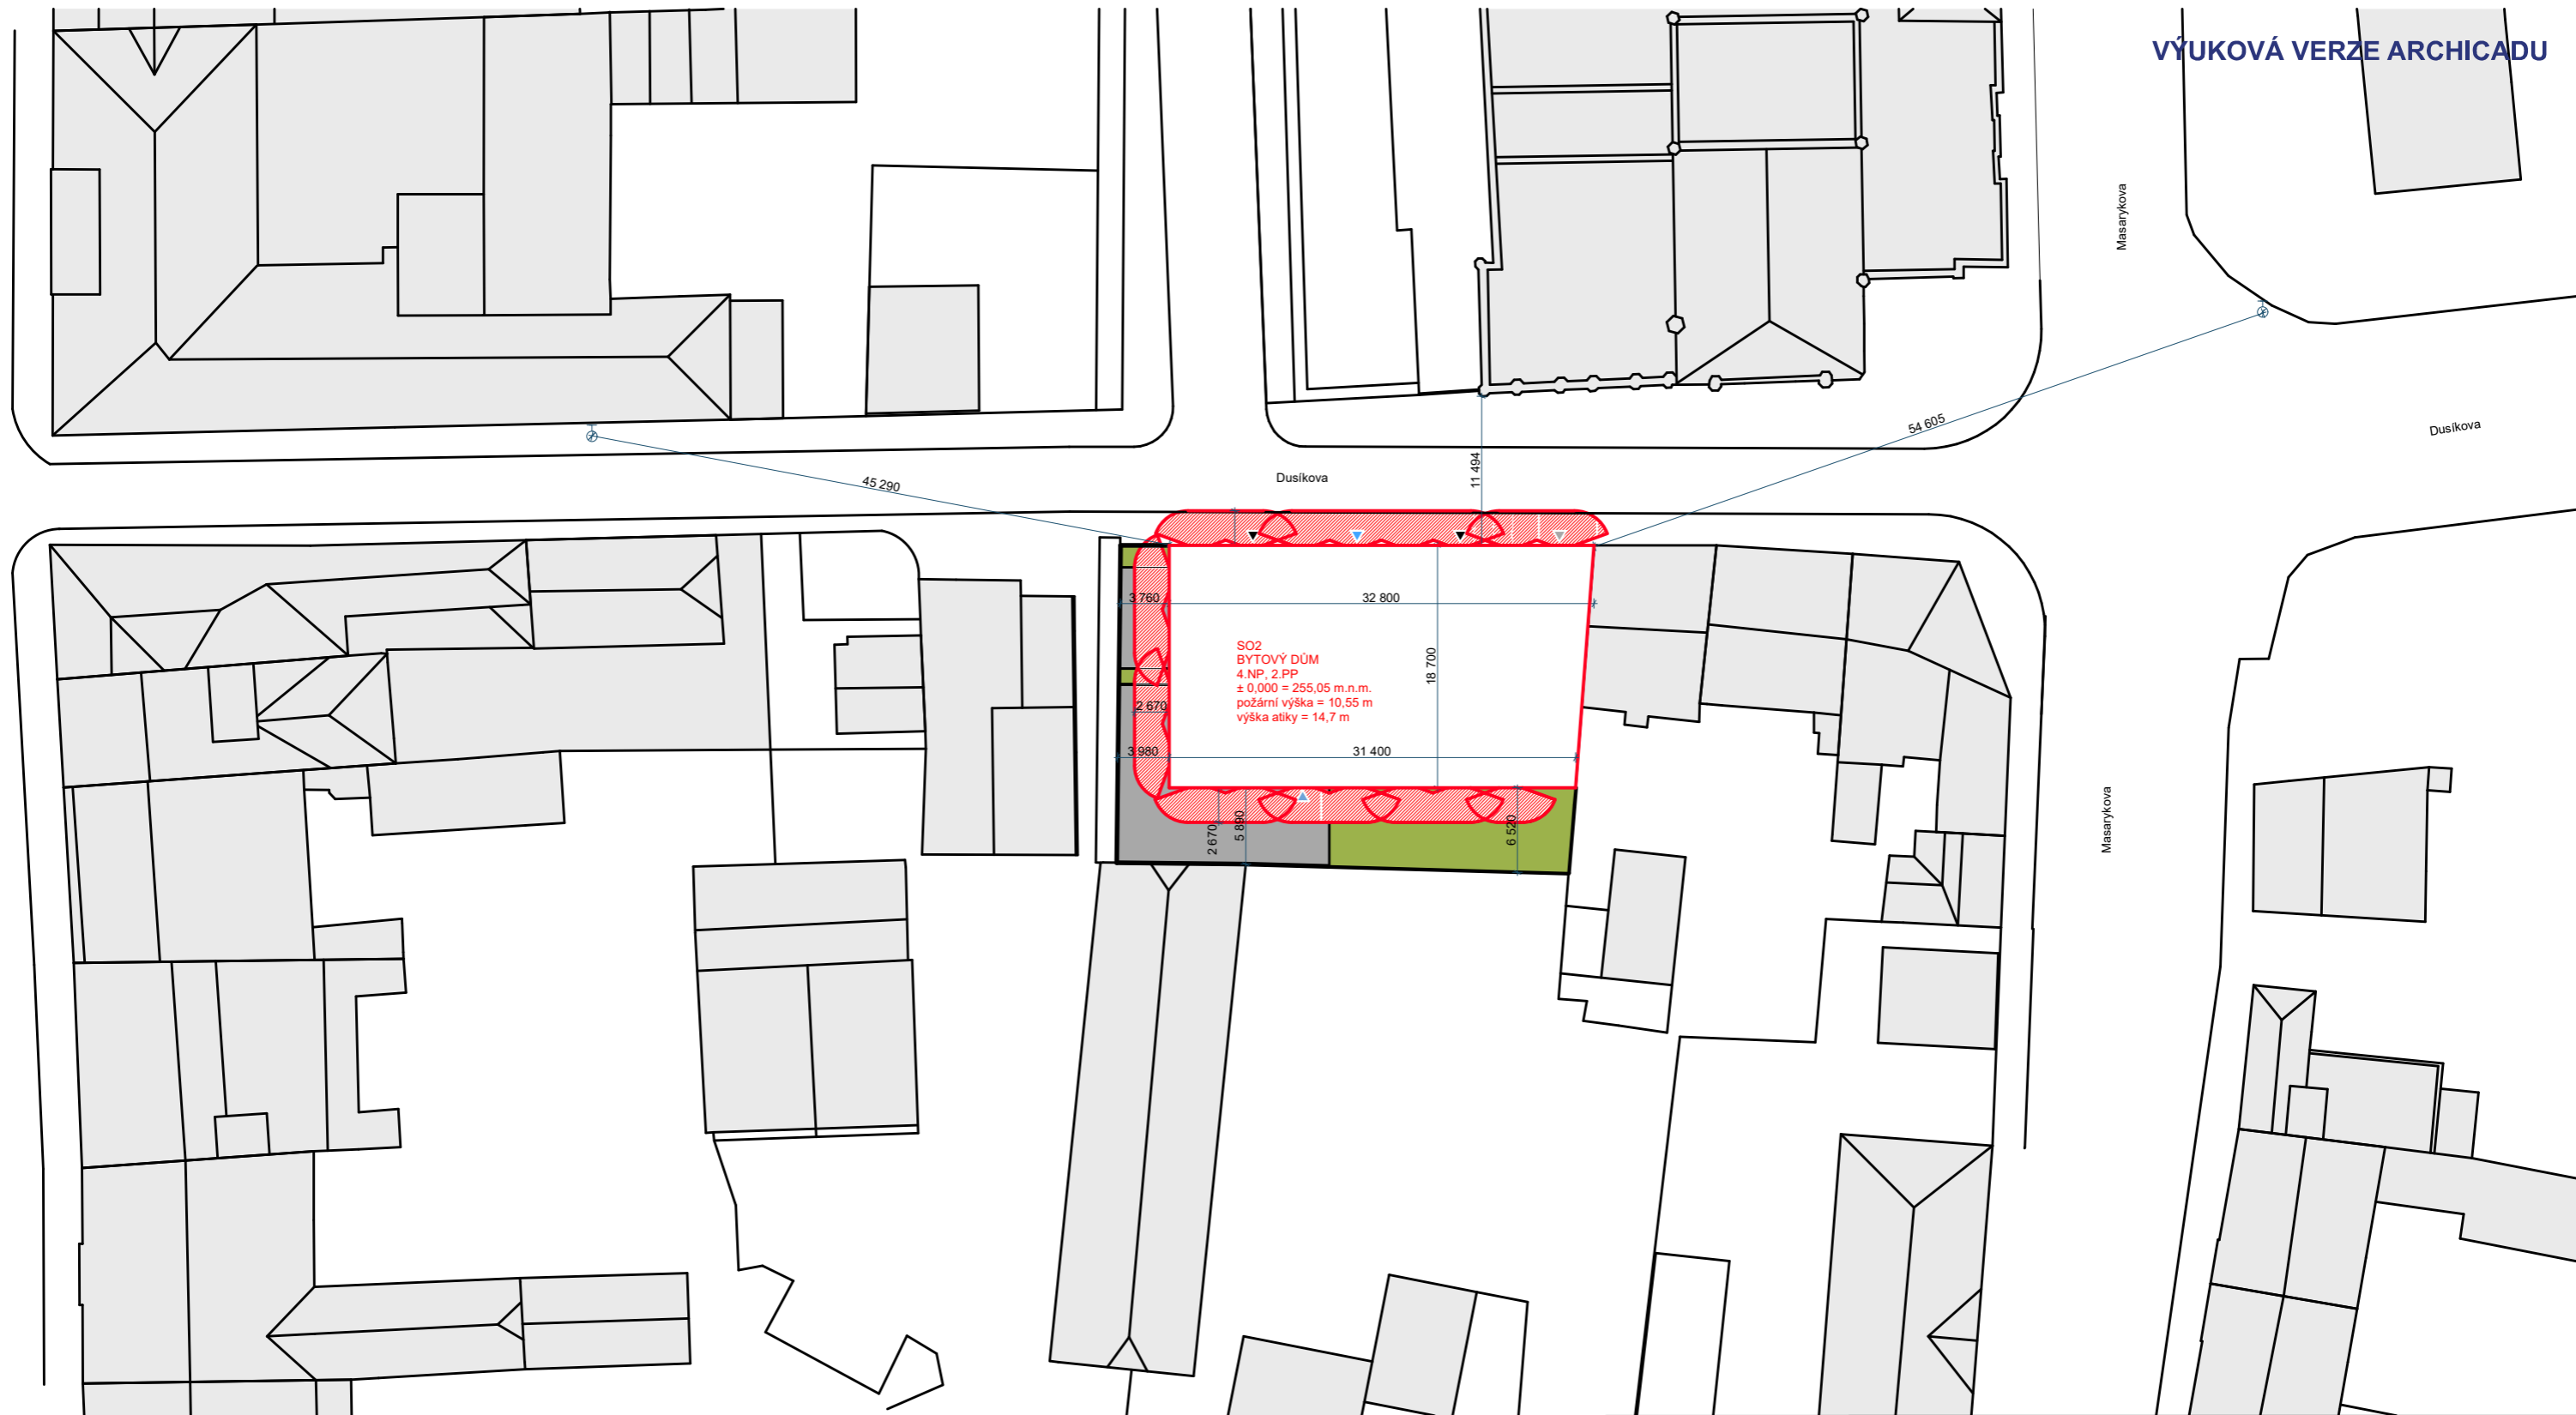 VÝUKOVÁ VERZE ARCHICADU
Masarykova
54 605
Dusíkova
11 494
Dusíkova
45 290
3 760
32 800
SO2
BYTOVÝ DŮM
4.NP, 2.PP
± 0,000 = 255,05 m.n.m.
požární výška = 10,55 m
výška atiky = 14,7 m
18 700
2 670
3 980
31 400
2 670
5 890
6 520
Masarykova